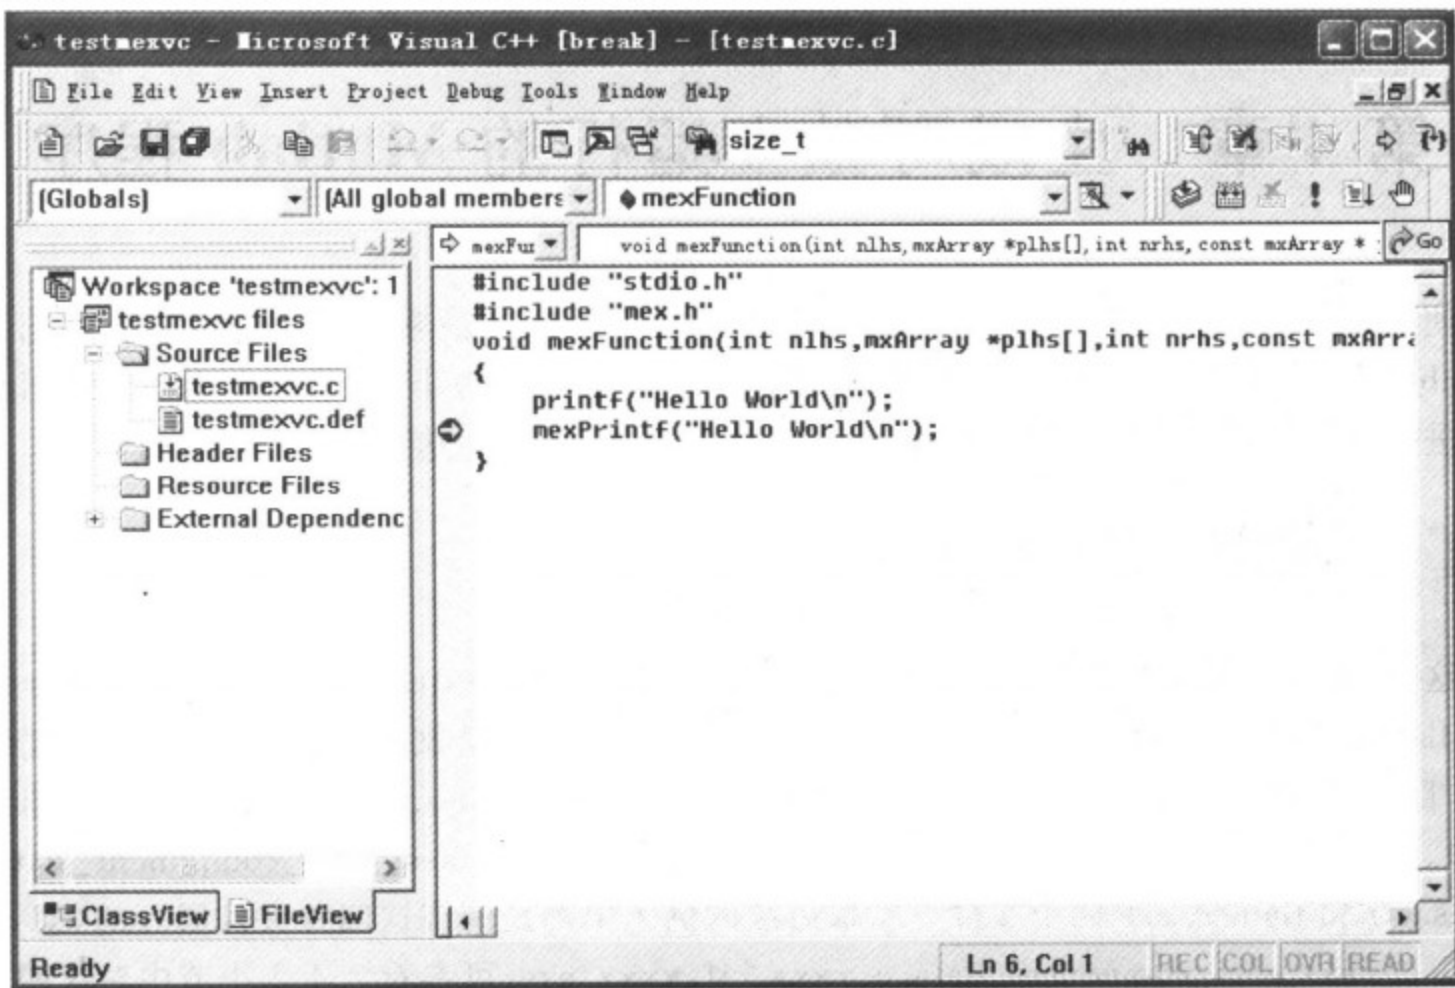 testmexvc - Microsoft Visual C++ [break] - [testmexvc.c]
File Edit View Insert Project Debug Tools Window Help
size_t
(Globals) (All global members mexFunction
mexFur void mexFunction(int nlhs,mxArray *plhs[],int nrhs,const mxArray * Go
Workspace 'testmexvc': 1
testmexvc files
Source Files
testmexvc.c
testmexvc.def
Header Files
Resource Files
External Dependenc
#include "stdio.h"
#include "mex.h"
void mexFunction(int nlhs,mxArray *plhs[],int nrhs,const mxArra
{
printf("Hello World\n");
mexPrintf("Hello World\n");
}
ClassView FileView
Ready Ln 6, Col 1 REC COL OVR READ